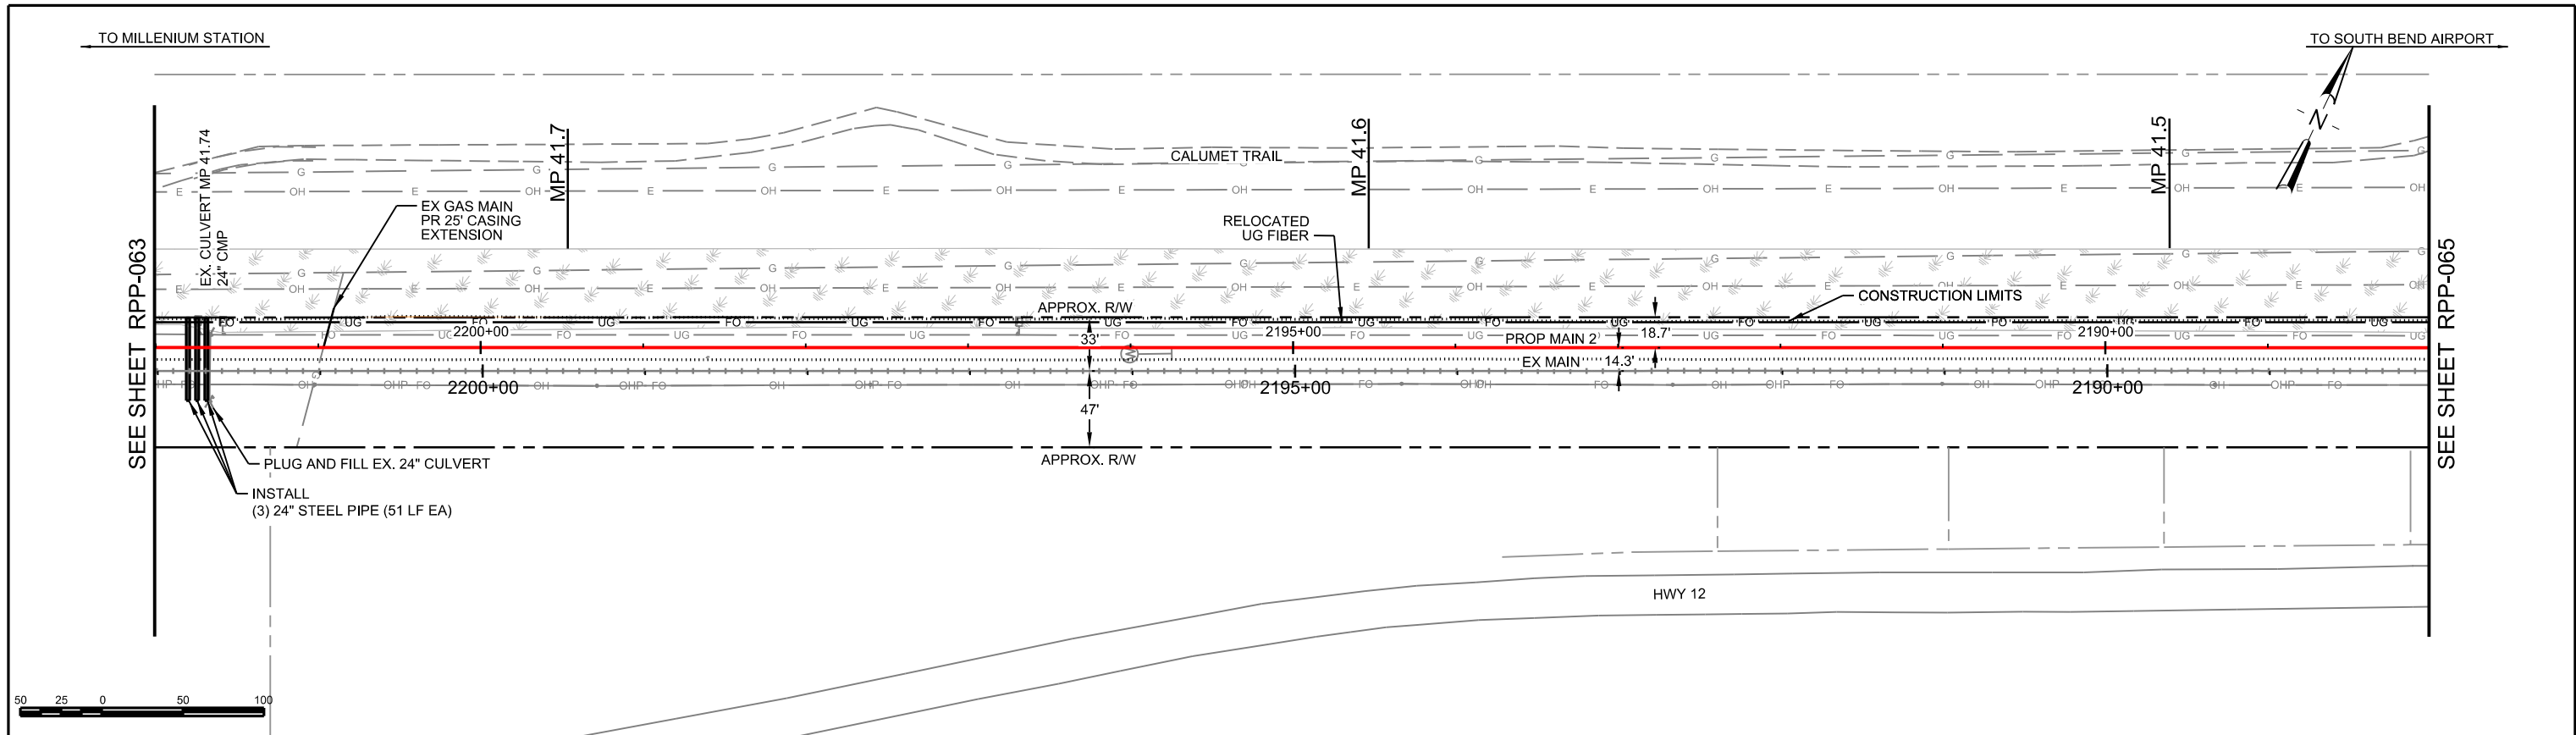 TO MILLENIUM STATION
TO SOUTH BEND AIRPORT
N
SEE SHEET RPP-063
EX. CULVERT MP 41.74
24" CMP
MP 41.7
MP 41.6
MP 41.5
CALUMET TRAIL
EX GAS MAIN
PR 25' CASING
EXTENSION
RELOCATED
UG FIBER
APPROX. R/W
CONSTRUCTION LIMITS
2200+00
2195+00
2190+00
33'
PROP MAIN 2
18.7'
EX MAIN
14.3'
2200+00
2195+00
2190+00
47'
APPROX. R/W
PLUG AND FILL EX. 24" CULVERT
INSTALL
(3) 24" STEEL PIPE (51 LF EA)
HWY 12
SEE SHEET RPP-065
50 25 0 50 100